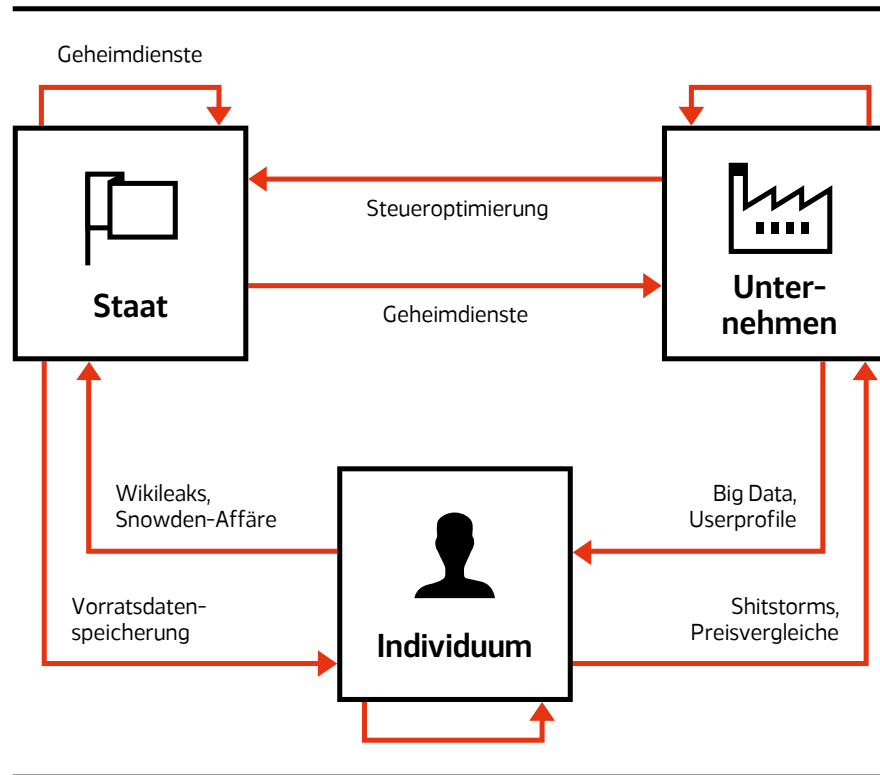 Geheimdienste
Steueroptimierung
Staat
Geheimdienste
Unter-
nehmen
Wikileaks,
Snowden-Affäre
Big Data,
Userprofile
Vorratsdaten-
speicherung
Individuum
Shitstorms,
Preisvergleiche